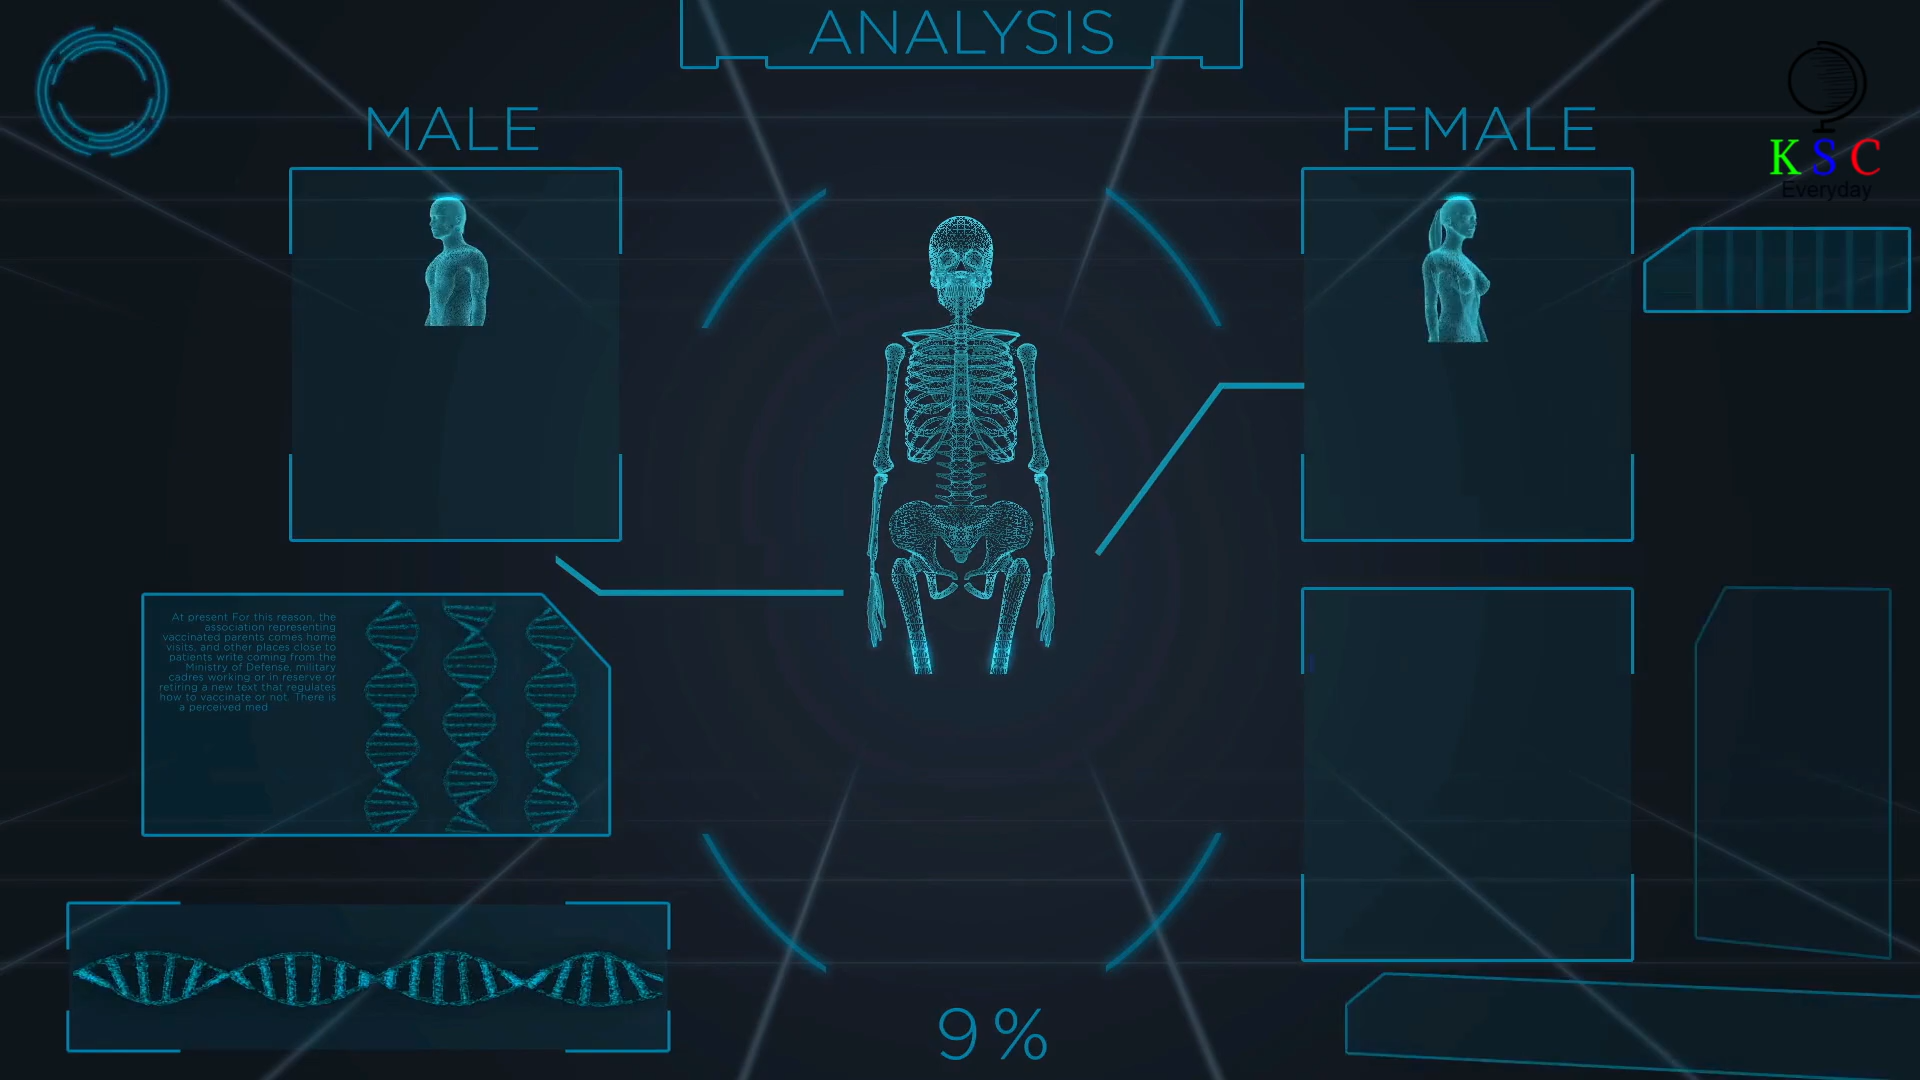 ANALYSIS
MALE
FEMALE
K S C
Everyday
At present For this reason, the
association representing
vaccinated parents comes home
visits, and other places close to
patients write coming from the
Ministry of Defense, military
cadres working or in reserve or
retiring a new text that regulates
how to vaccinate or not. There is
a perceived med
9%